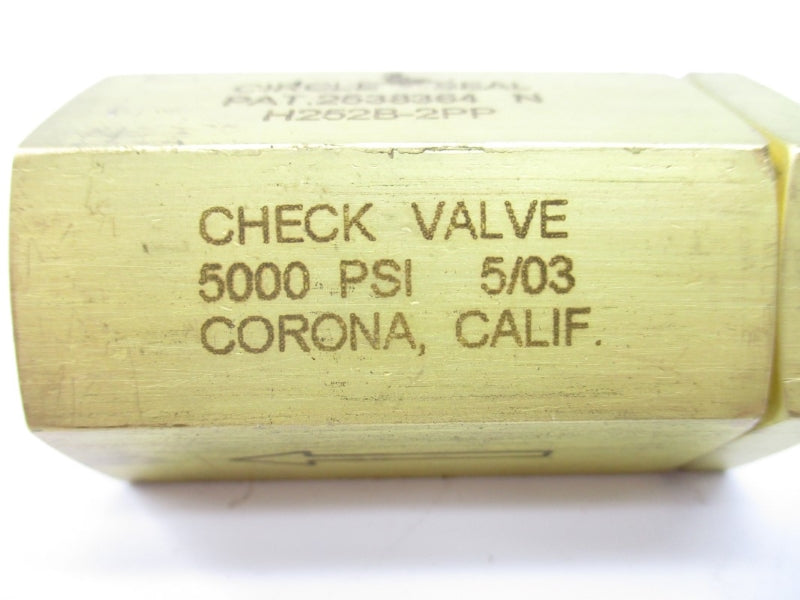 CIRCLE SEAL
PAT.2538364 N
H252B-2PP
CHECK VALVE
5000 PSI 5/03
CORONA, CALIF.